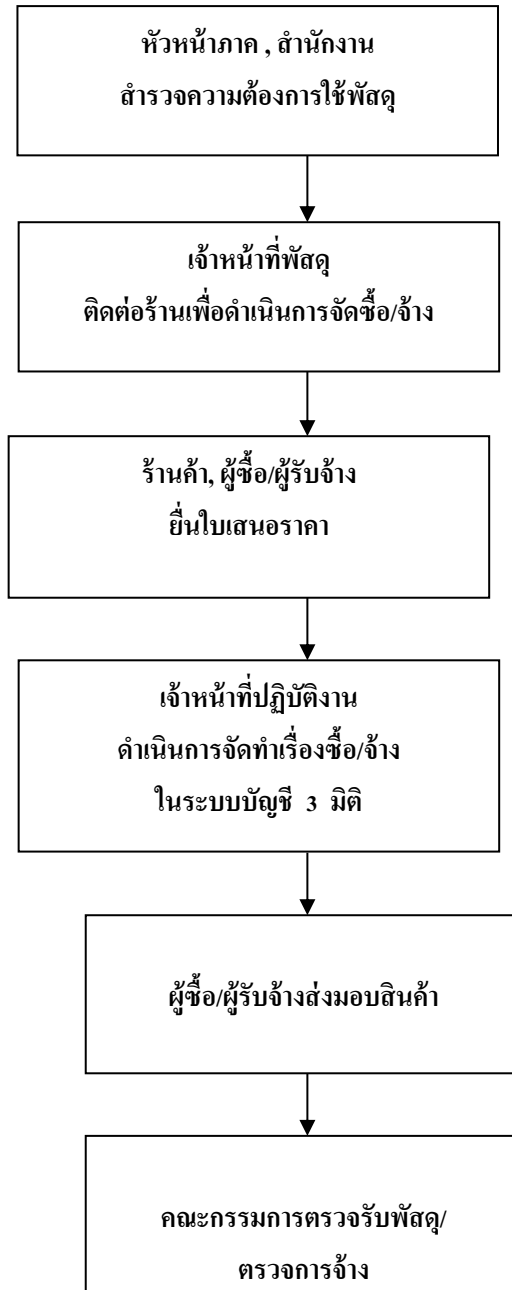 หัวหน้าภาค , สำนักงาน
สำรวจความต้องการใช้พัสดุ
เจ้าหน้าที่พัสดุ
ติดต่อร้านเพื่อดำเนินการจัดซื้อ/จ้าง
ร้านค้า, ผู้ซื้อ/ผู้รับจ้าง
ยื่นใบเสนอราคา
เจ้าหน้าที่ปฏิบัติงาน
ดำเนินการจัดทำเรื่องซื้อ/จ้าง
ในระบบบัญชี 3 มิติ
ผู้ซื้อ/ผู้รับจ้างส่งมอบสินค้า
คณะกรรมการตรวจรับพัสดุ/
ตรวจการจ้าง